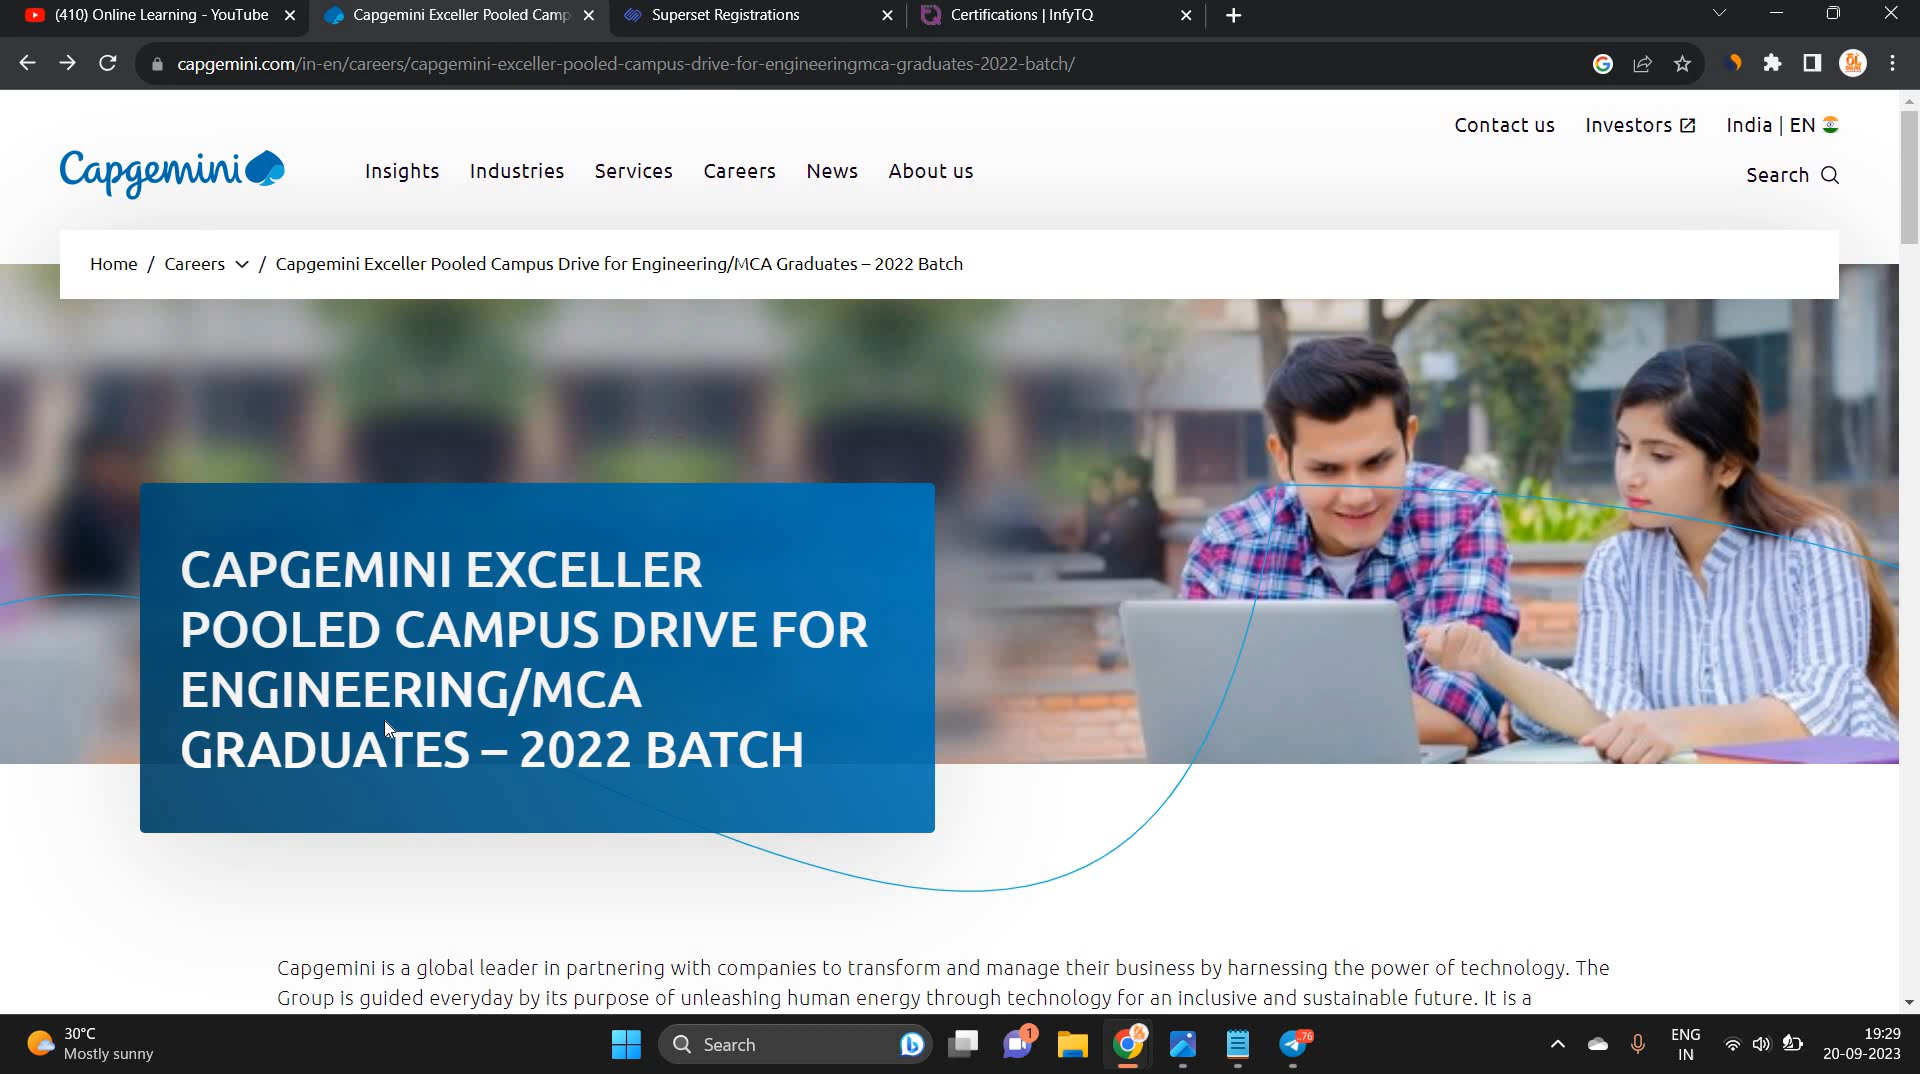 (410) Online Learning - YouTube
Capgemini Exceller Pooled Camp
Superset Registrations
Certifications | InfyTQ
capgemini.com/in-en/careers/capgemini-exceller-pooled-campus-drive-for-engineeringmca-graduates-2022-batch/
Contact us
Investors
India | EN
Capgemini
Insights
Industries
Services
Careers
News
About us
Search
Home / Careers / Capgemini Exceller Pooled Campus Drive for Engineering/MCA Graduates – 2022 Batch
CAPGEMINI EXCELLER
POOLED CAMPUS DRIVE FOR
ENGINEERING/MCA
GRADUATES – 2022 BATCH
Capgemini is a global leader in partnering with companies to transform and manage their business by harnessing the power of technology. The
Group is guided everyday by its purpose of unleashing human energy through technology for an inclusive and sustainable future. It is a
30°C
Mostly sunny
Search
1
76
ENG
IN
19:29
20-09-2023